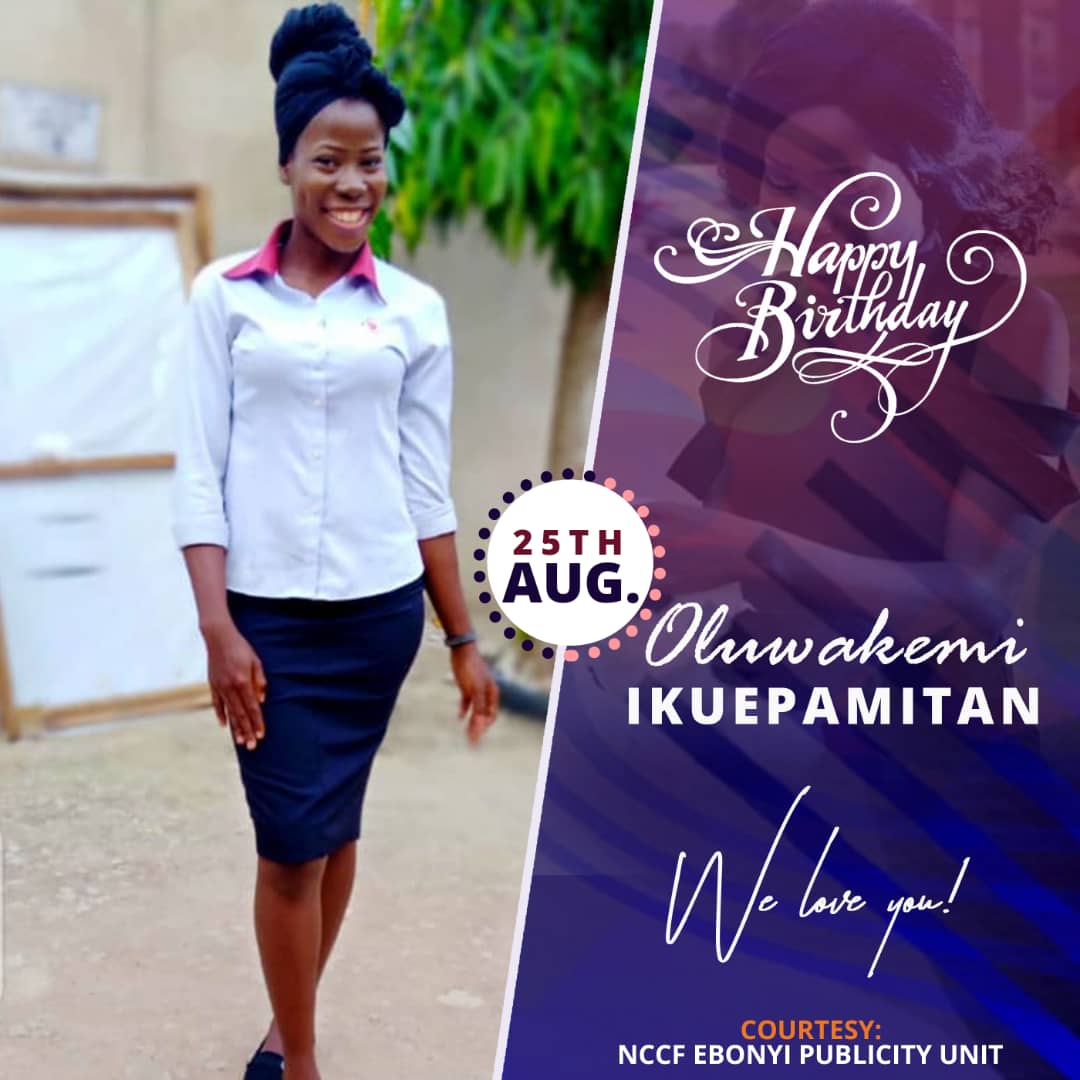 Happy
Birthday
25TH
AUG.
Oluwakemi
IKUEPAMITAN
We love you!
COURTESY:
NCCF EBONYI PUBLICITY UNIT